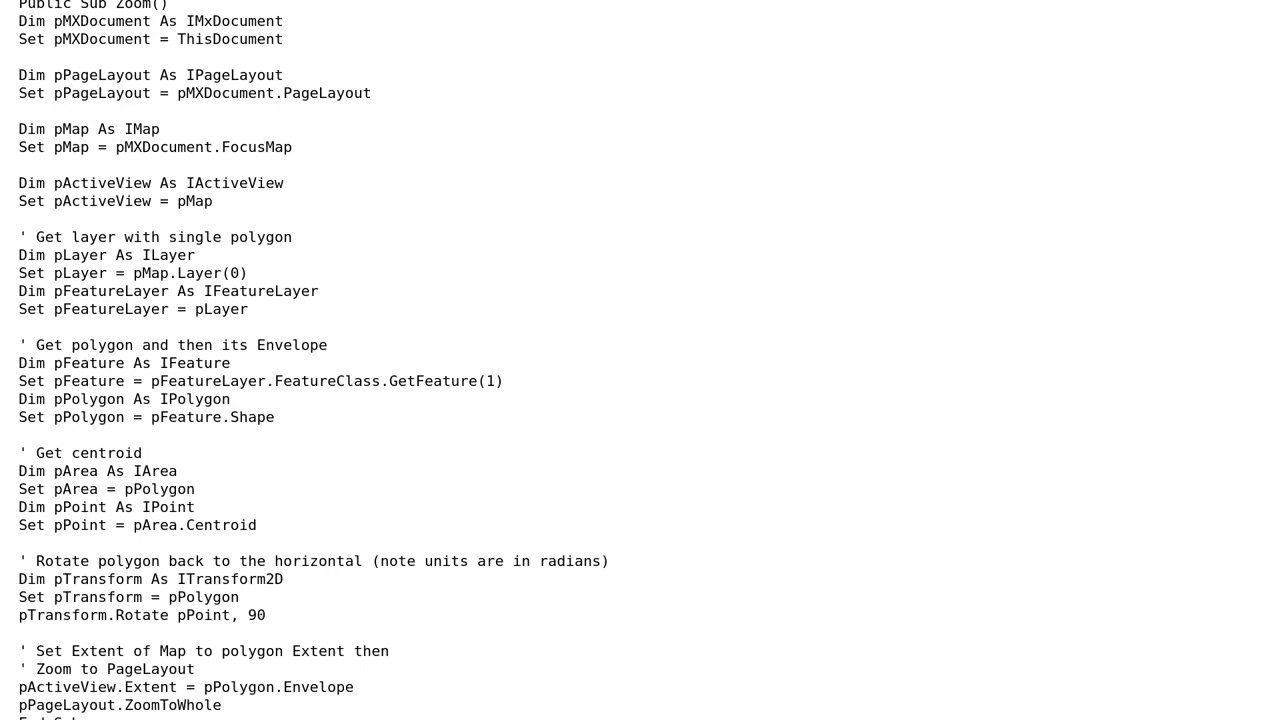 Public Sub Zoom()
Dim pMXDocument As IMxDocument
Set pMXDocument = ThisDocument

Dim pPageLayout As IPageLayout
Set pPageLayout = pMXDocument.PageLayout

Dim pMap As IMap
Set pMap = pMXDocument.FocusMap

Dim pActiveView As IActiveView
Set pActiveView = pMap

' Get layer with single polygon
Dim pLayer As ILayer
Set pLayer = pMap.Layer(0)
Dim pFeatureLayer As IFeatureLayer
Set pFeatureLayer = pLayer

' Get polygon and then its Envelope
Dim pFeature As IFeature
Set pFeature = pFeatureLayer.FeatureClass.GetFeature(1)
Dim pPolygon As IPolygon
Set pPolygon = pFeature.Shape

' Get centroid
Dim pArea As IArea
Set pArea = pPolygon
Dim pPoint As IPoint
Set pPoint = pArea.Centroid

' Rotate polygon back to the horizontal (note units are in radians)
Dim pTransform As ITransform2D
Set pTransform = pPolygon
pTransform.Rotate pPoint, 90

' Set Extent of Map to polygon Extent then
' Zoom to PageLayout
pActiveView.Extent = pPolygon.Envelope
pPageLayout.ZoomToWhole
End Sub